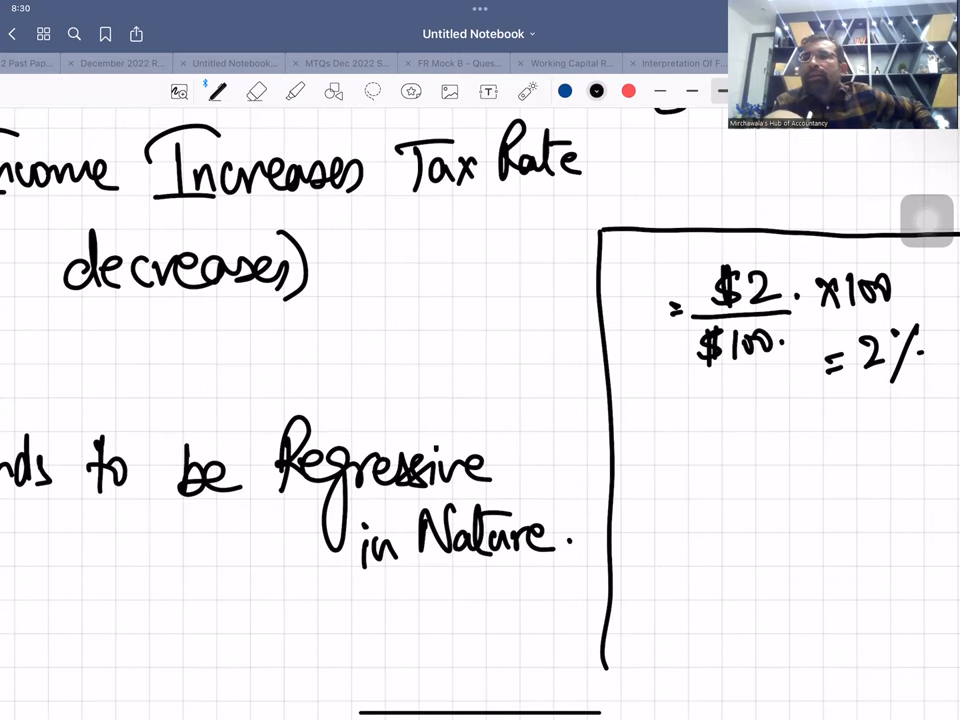 8:30
Untitled Notebook
2 Past Pap...
December 2022 R...
Untitled Notebook...
MTQs Dec 2022 S...
FR Mock B - Ques...
Working Capital R...
Interpretation Of F...
Mirchawala's Hub of Accountancy
ncome Increases Tax Rate
decreases)
= $2 . x100
$100.
= 2%
nds to be Regressive
in Nature.